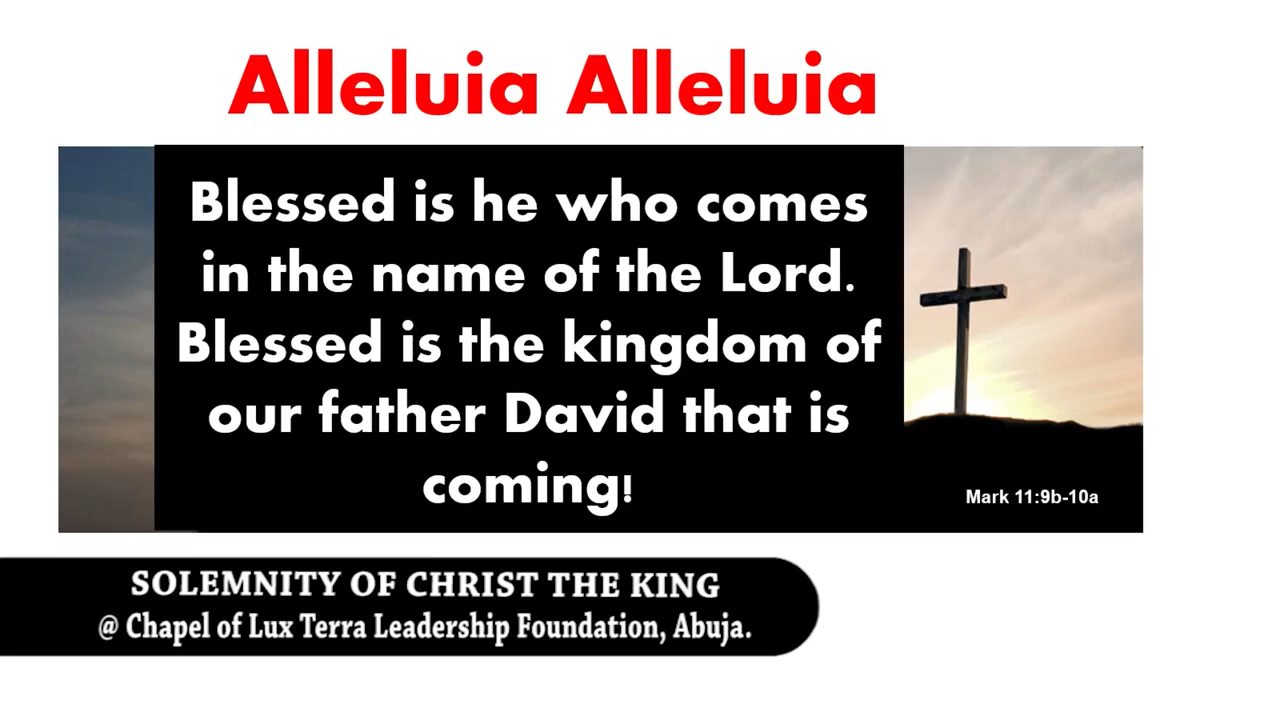 Alleluia Alleluia
Blessed is he who comes
in the name of the Lord.
Blessed is the kingdom of
our father David that is
coming!
Mark 11:9b-10a
SOLEMNITY OF CHRIST THE KING
@ Chapel of Lux Terra Leadership Foundation, Abuja.